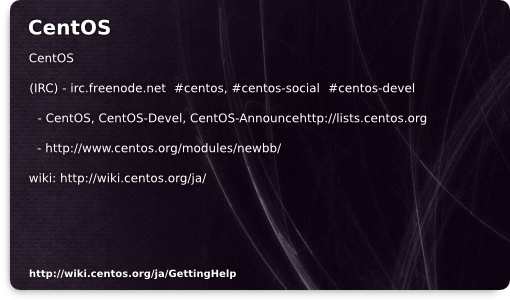 CentOS
CentOS
(IRC) - irc.freenode.net #centos, #centos-social #centos-devel
- CentOS, CentOS-Devel, CentOS-Announcehttp://lists.centos.org
- http://www.centos.org/modules/newbb/
wiki: http://wiki.centos.org/ja/
http://wiki.centos.org/ja/GettingHelp